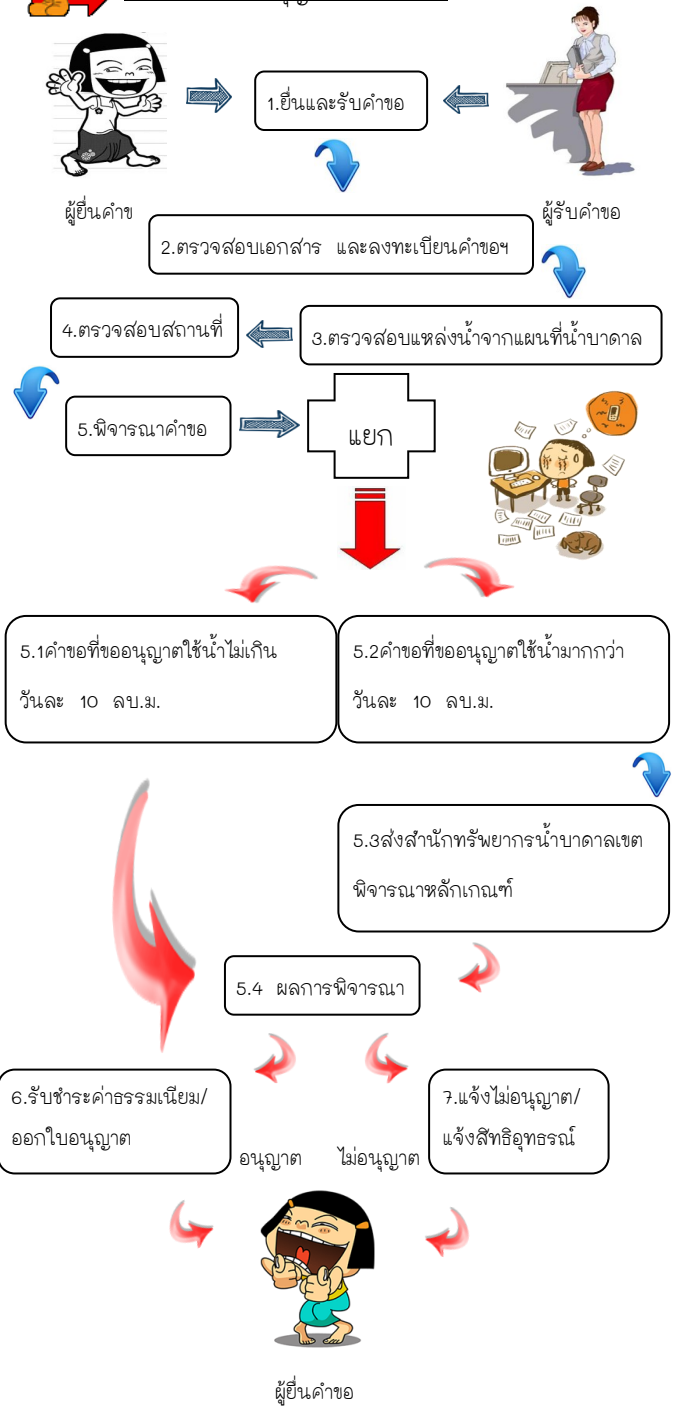 1.ยื่นและรับคำขอ
ผู้ยื่นคำข
ผู้รับคำขอ
2.ตรวจสอบเอกสาร และลงทะเบียนคำขอฯ
4.ตรวจสอบสถานที่
3.ตรวจสอบแหล่งน้ำจากแผนที่น้ำบาดาล
5.พิจารณาคำขอ
แยก
5.1คำขอที่ขออนุญาตใช้น้ำไม่เกิน
วันละ 10 ลบ.ม.
5.2คำขอที่ขออนุญาตใช้น้ำมากกว่า
วันละ 10 ลบ.ม.
5.3ส่งสำนักทรัพยากรน้ำบาดาลเขต
พิจารณาหลักเกณฑ์
5.4 ผลการพิจารณา
6.รับชำระค่าธรรมเนียม/
ออกใบอนุญาต
อนุญาต
ไม่อนุญาต
7.แจ้งไม่อนุญาต/
แจ้งสิทธิอุทธรณ์
ผู้ยื่นคำขอ